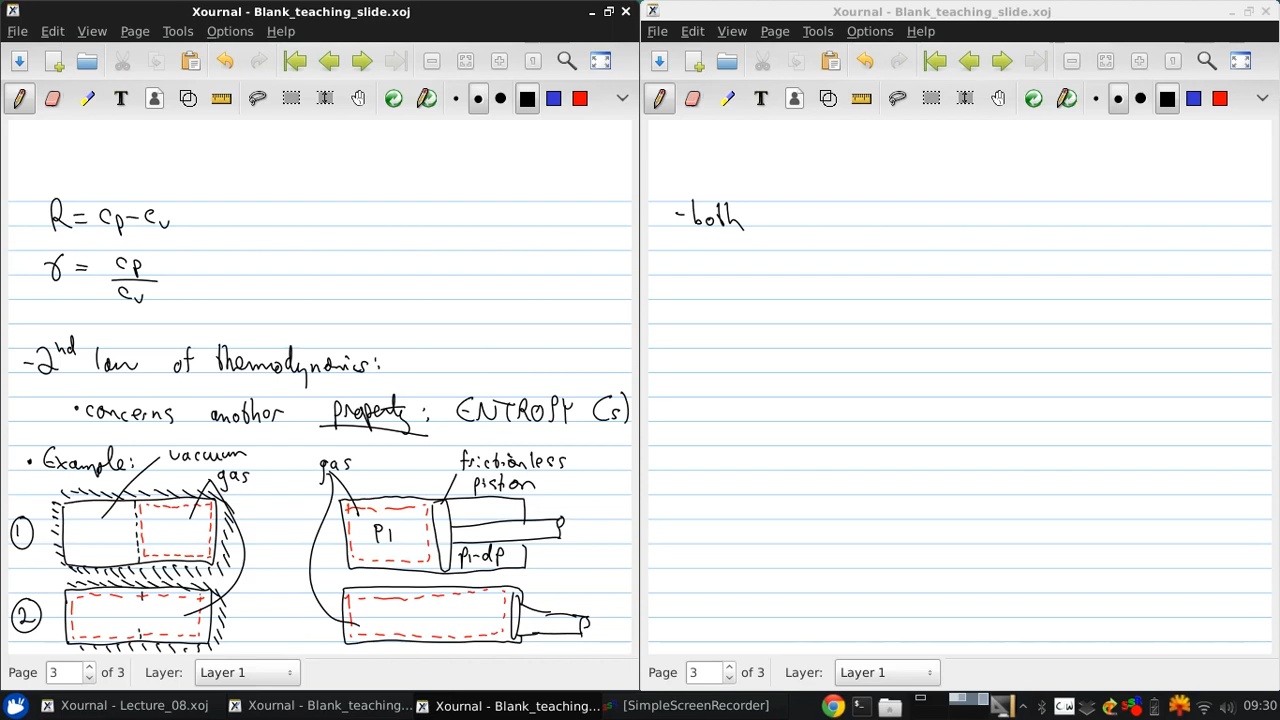 Xournal - Blank_teaching_slide.xoj
File Edit View Page Tools Options Help
R = cp - cv
γ = cp
cv
- 2nd law of thermodynamics:
• concerns another property: ENTROPY (s)
• Example: vacuum
gas
gas
frictionless
piston
1
P1
P1-dP
2
Page 3 of 3 Layer: Layer 1
Xournal - Blank_teaching_slide.xoj
File Edit View Page Tools Options Help
- both
Page 3 of 3 Layer: Layer 1
Xournal - Lecture_08.xoj
Xournal - Blank_teaching...
Xournal - Blank_teaching...
[SimpleScreenRecorder]
09:30